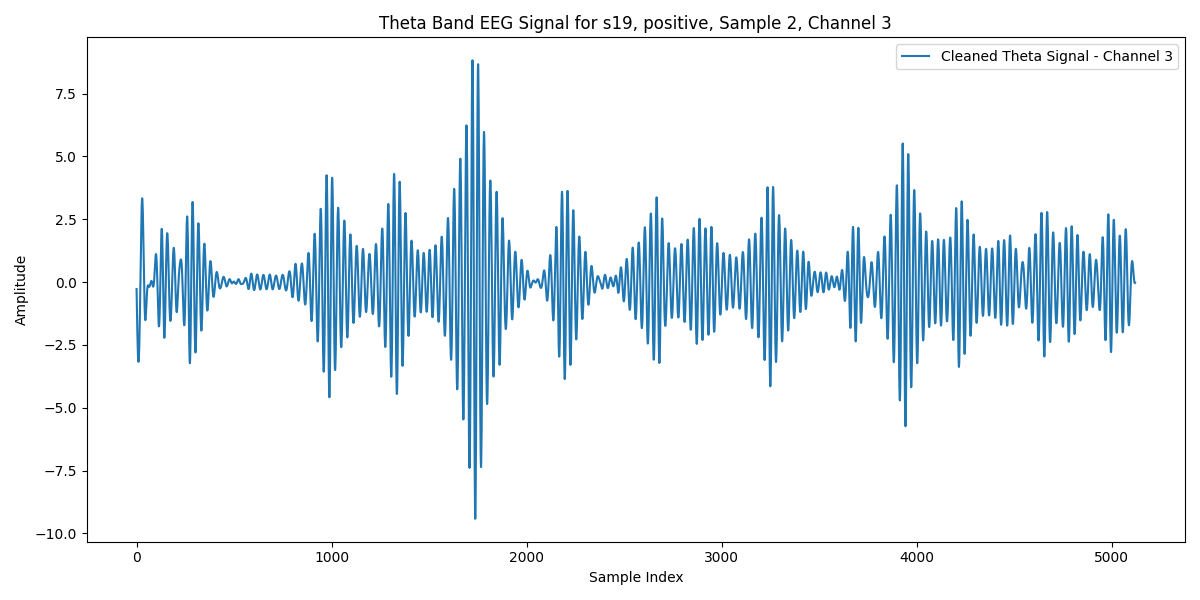 Theta Band EEG Signal for s19, positive, Sample 2, Channel 3
Cleaned Theta Signal - Channel 3
7.5
5.0
2.5
0.0
−2.5
−5.0
−7.5
−10.0
Amplitude
0 1000 2000 3000 4000 5000
Sample Index